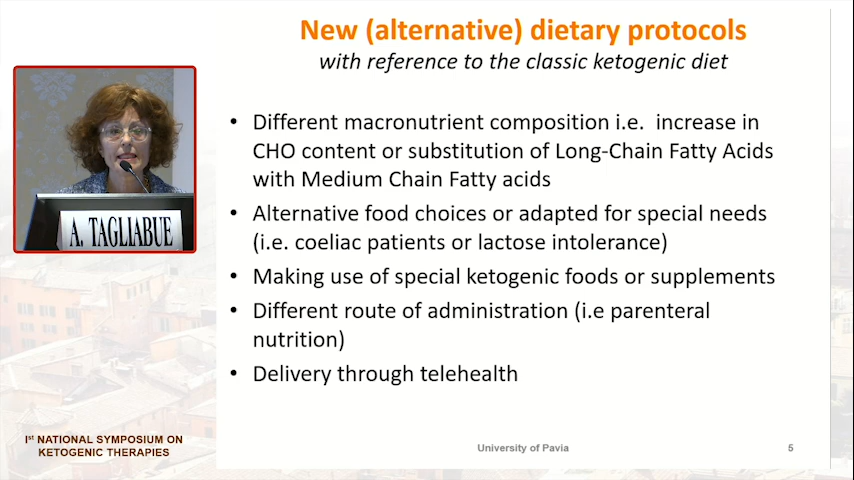 New (alternative) dietary protocols
with reference to the classic ketogenic diet
• Different macronutrient composition i.e. increase in
CHO content or substitution of Long-Chain Fatty Acids
with Medium Chain Fatty acids
• Alternative food choices or adapted for special needs
(i.e. coeliac patients or lactose intolerance)
• Making use of special ketogenic foods or supplements
• Different route of administration (i.e parenteral
nutrition)
• Delivery through telehealth
A. TAGLIABUE
Ist NATIONAL SYMPOSIUM ON
KETOGENIC THERAPIES
University of Pavia
5